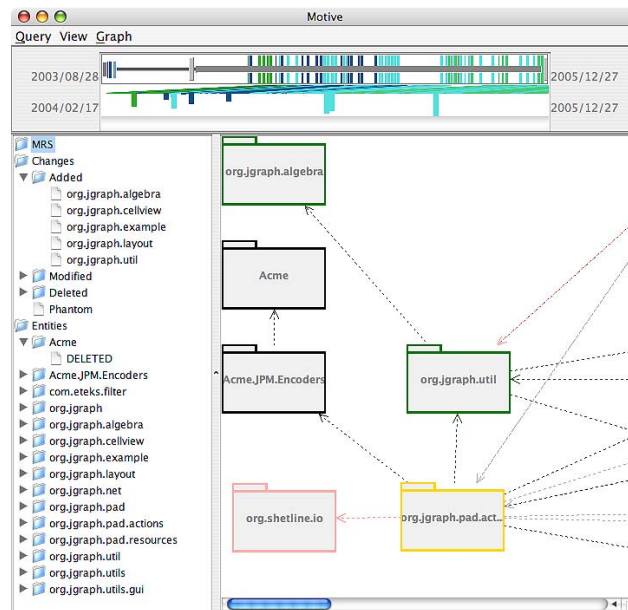 Motive
Query View Graph
2003/08/28 2005/12/27
2004/02/17 2005/12/27
MRS
Changes
Added
org.jgraph.algebra
org.jgraph.cellview
org.jgraph.example
org.jgraph.layout
org.jgraph.util
Modified
Deleted
Phantom
Entities
Acme
DELETED
Acme.JPM.Encoders
com.eteks.filter
org.jgraph
org.jgraph.algebra
org.jgraph.cellview
org.jgraph.example
org.jgraph.layout
org.jgraph.net
org.jgraph.pad
org.jgraph.pad.actions
org.jgraph.pad.resources
org.jgraph.util
org.jgraph.utils
org.jgraph.utils.gui
org.jgraph.algebra
Acme
Acme.JPM.Encoders
org.jgraph.util
org.shetline.io
org.jgraph.pad.act...